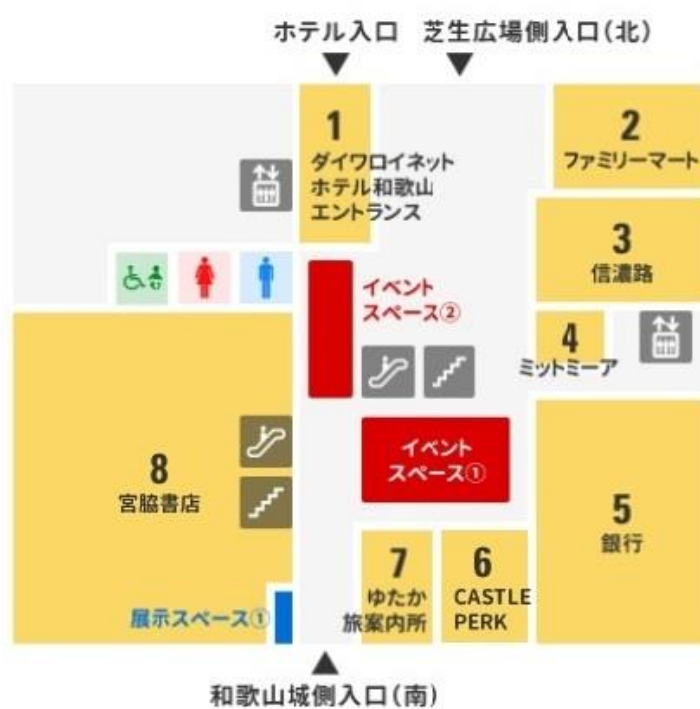 ホテル入口
芝生広場側入口(北)
1
ダイワロイネット
ホテル和歌山
エントランス
2
ファミリーマート
3
信濃路
イベント
スペース②
4
ミットミーア
イベント
スペース①
8
宮脇書店
5
銀行
7
ゆたか
旅案内所
6
CASTLE
PERK
展示スペース①
和歌山城側入口(南)